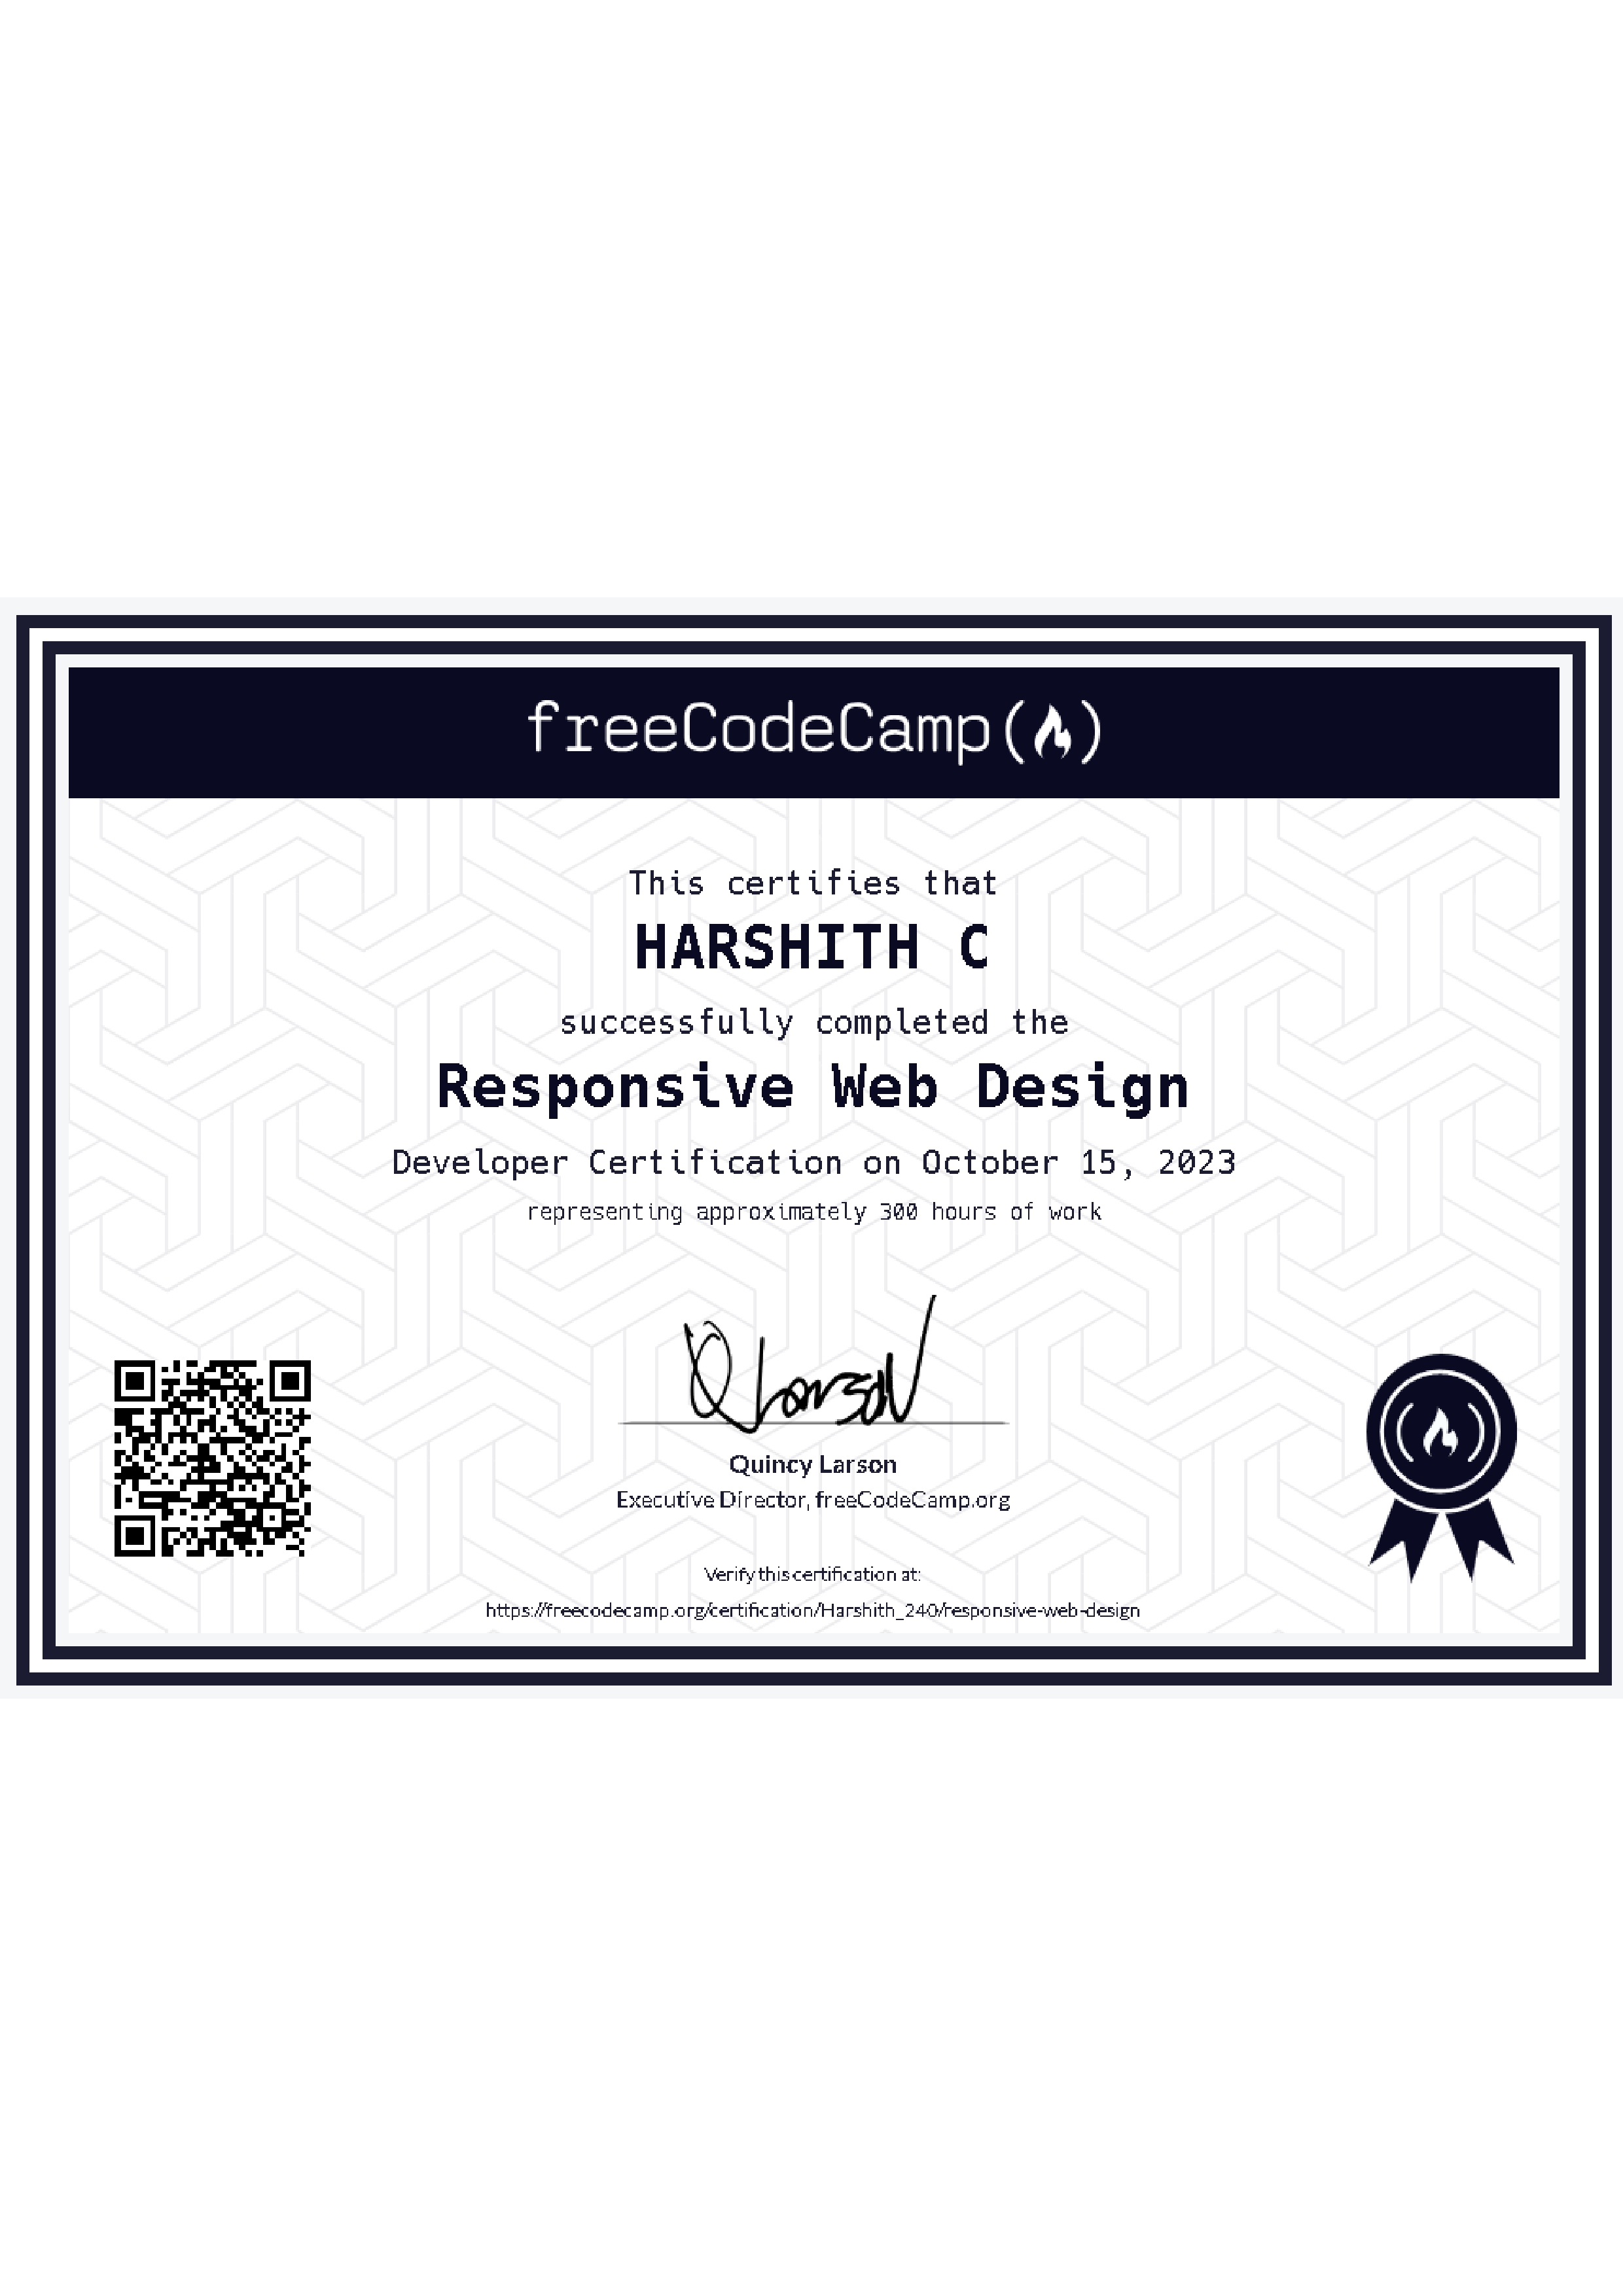 freeCodeCamp
This certifies that
HARSHITH C
successfully completed the
Responsive Web Design
Developer Certification on October 15, 2023
representing approximately 300 hours of work
Q Larson
Quincy Larson
Executive Director, freeCodeCamp.org
Verify this certification at:
https://freecodecamp.org/certification/Harshith_240/responsive-web-design